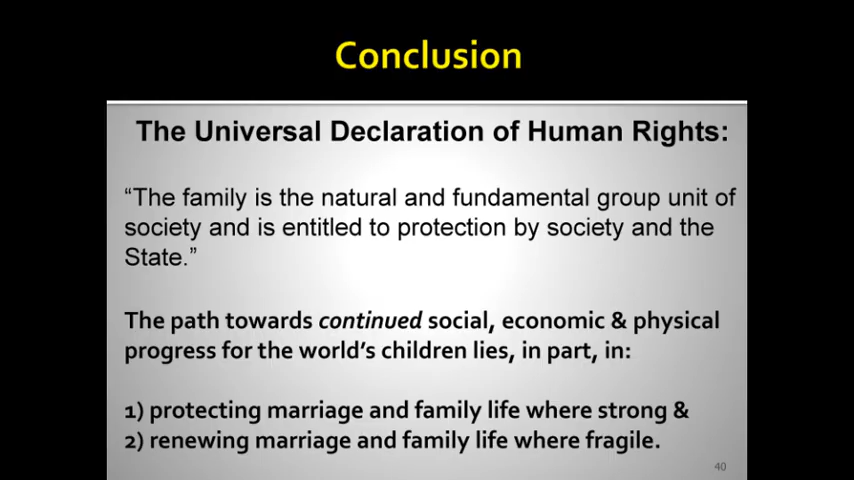 Conclusion
The Universal Declaration of Human Rights:
“The family is the natural and fundamental group unit of
society and is entitled to protection by society and the
State.”
The path towards continued social, economic & physical
progress for the world’s children lies, in part, in:
1) protecting marriage and family life where strong &
2) renewing marriage and family life where fragile.
40